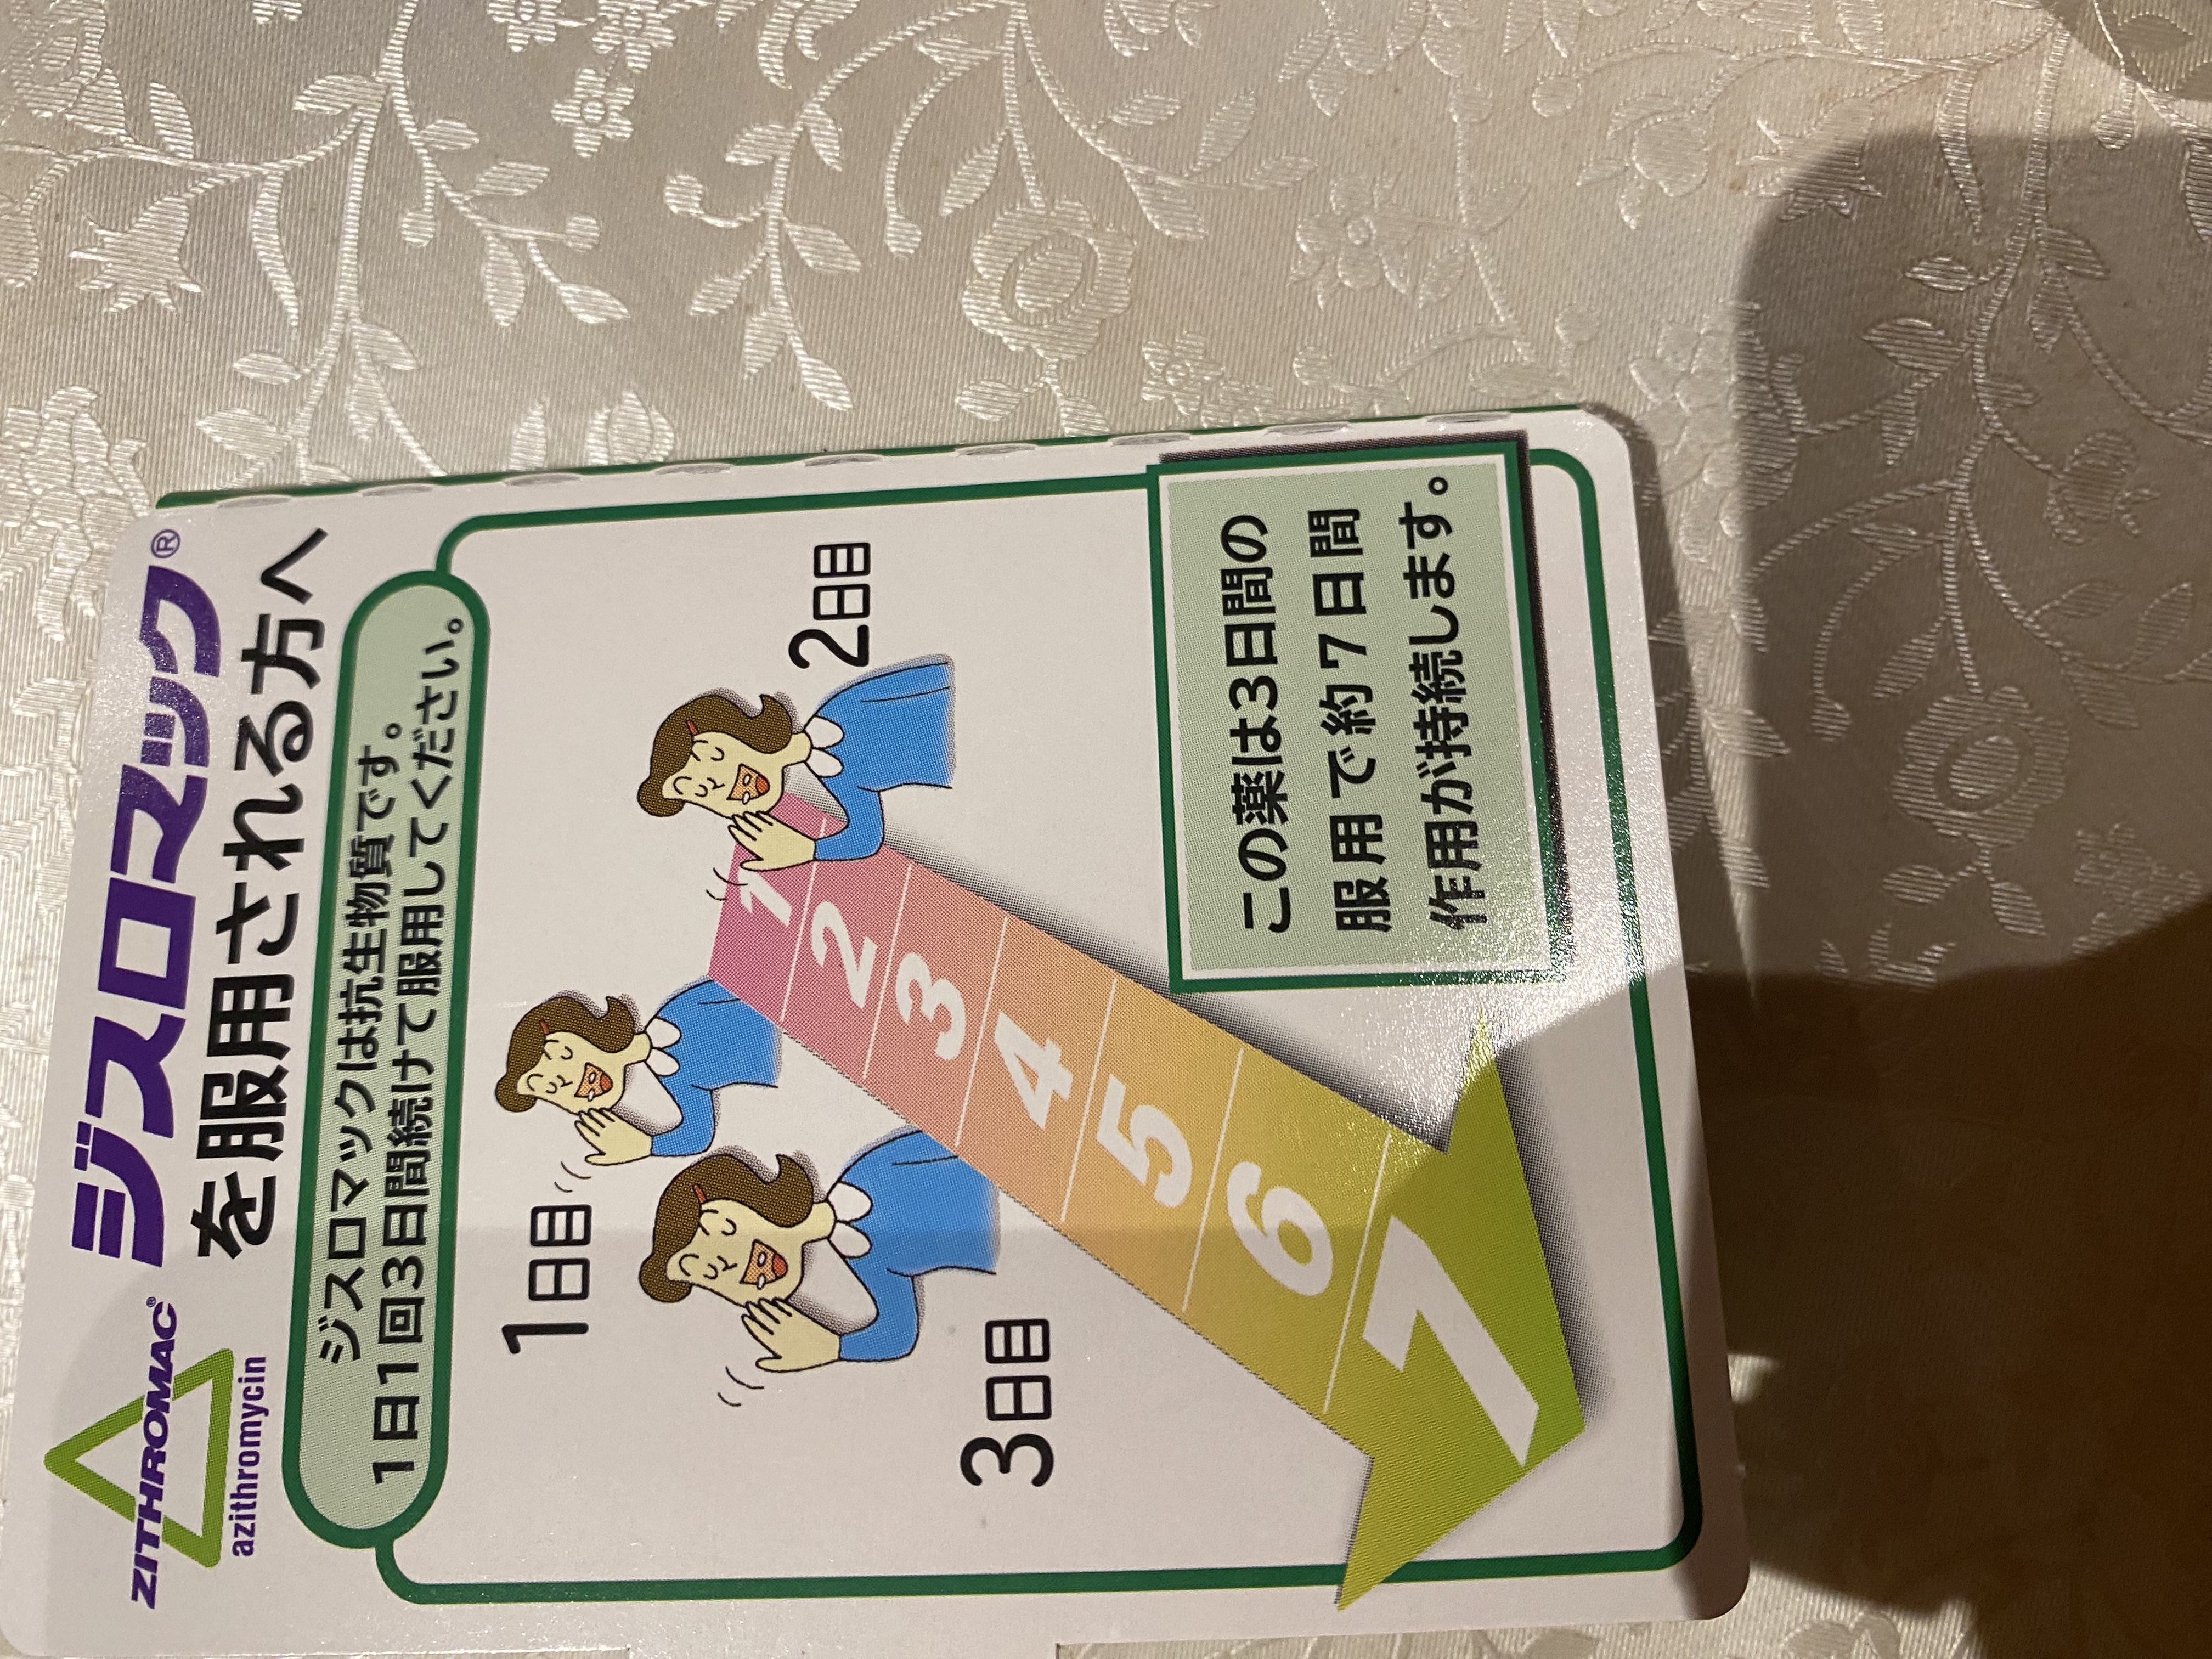 ZITHROMAC®
azithromycin
ジスロマック®
を服用される方へ
ジスロマックは抗生物質です。
1日1回3日間続けて服用してください。
1日目
2日目
3日目
1
2
3
4
5
6
7
この薬は3日間の
服用で約7日間
作用が持続します。